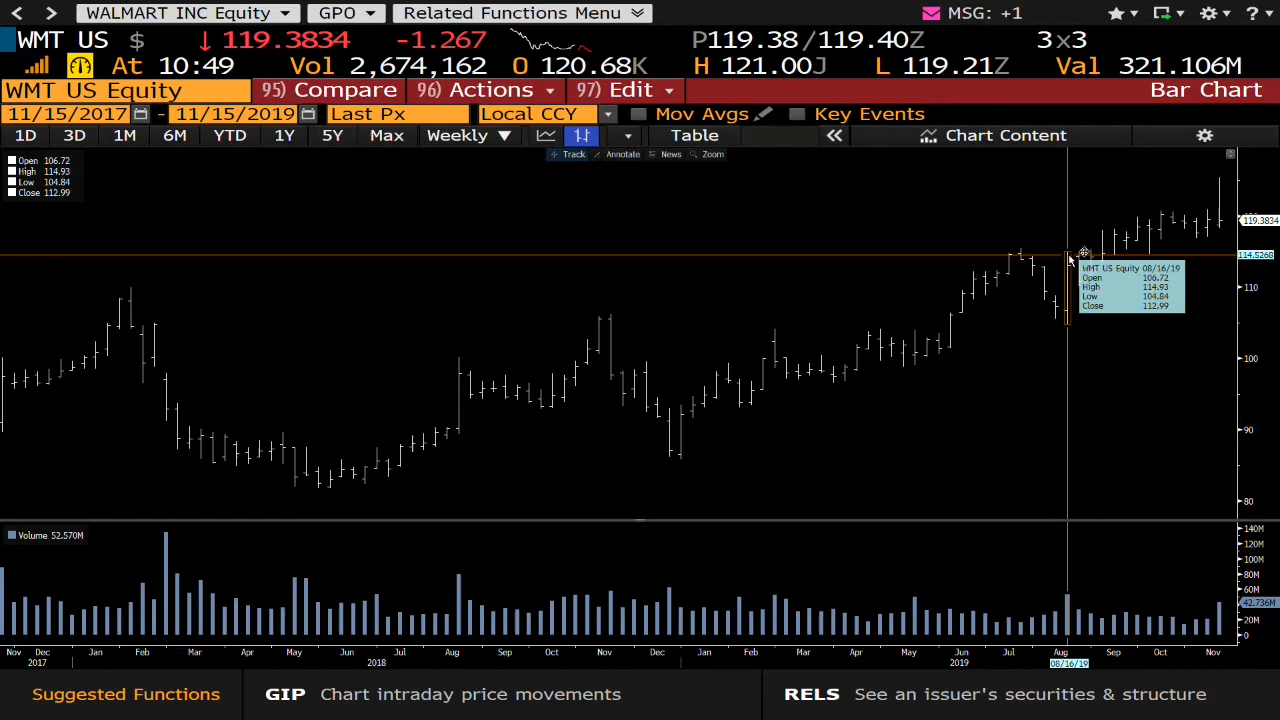 WALMART INC Equity GPO Related Functions Menu MSG: +1 ?
WMT US $ ↓ 119.3834 -1.267 P119.38/119.40Z 3x3
At 10:49 Vol 2,674,162 O 120.68K H 121.00J L 119.21Z Val 321.106M
WMT US Equity 95) Compare 96) Actions 97) Edit Bar Chart
11/15/2017 - 11/15/2019 Last Px Local CCY Mov Avgs Key Events
1D 3D 1M 6M YTD 1Y 5Y Max Weekly ▼ Table « Chart Content
Track Annotate News Zoom
Open 106.72
High 114.93
Low 104.84
Close 112.99
119.3834
114.5268
WMT US Equity 08/16/19
Open 106.72
High 114.93
Low 104.84
Close 112.99
110
100
90
80
Volume 52.570M
140M
120M
100M
80M
60M
42.736M
20M
0
Nov Dec Jan Feb Mar Apr May Jun Jul Aug Sep Oct Nov Dec Jan Feb Mar Apr May Jun Jul Aug Sep Oct Nov
2017 2018 2019 08/16/19
Suggested Functions GIP Chart intraday price movements RELS See an issuer's securities & structure